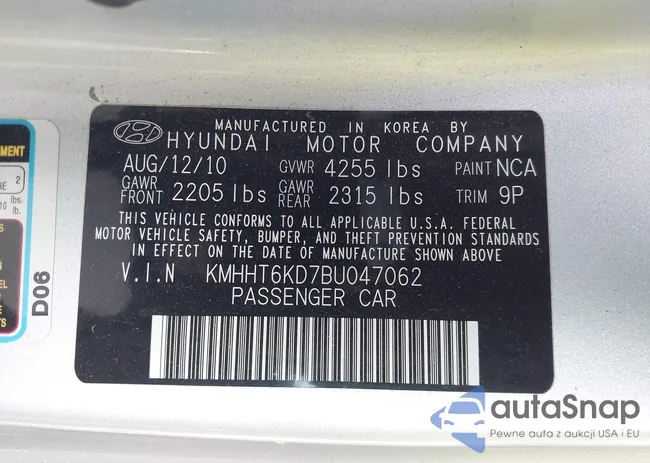 MANUFACTURED IN KOREA BY
HYUNDAI MOTOR COMPANY
AUG/12/10 GVWR 4255 lbs PAINT NCA
GAWR FRONT 2205 lbs GAWR REAR 2315 lbs TRIM 9P
THIS VEHICLE CONFORMS TO ALL APPLICABLE U.S.A. FEDERAL
MOTOR VEHICLE SAFETY, BUMPER, AND THEFT PREVENTION STANDARDS
IN EFFECT ON THE DATE OF MANUFACTURE SHOWN ABOVE
V.I.N KMHHT6KD7BU047062
PASSENGER CAR
D06
2
lbs.
lb.
autaSnap
Pewne auta z aukcji USA i EU